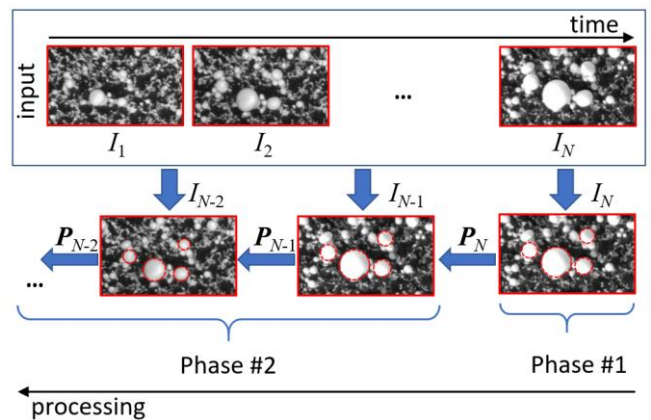 time
input
...
I1 I2 IN
IN-2 IN-1 IN
PN-2 PN-1 PN
...
Phase #2 Phase #1
processing